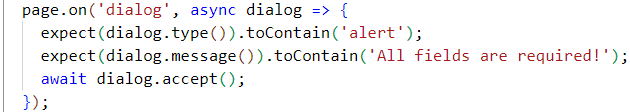 page.on('dialog', async dialog => {
  expect(dialog.type()).toContain('alert');
  expect(dialog.message()).toContain('All fields are required!');
  await dialog.accept();
});